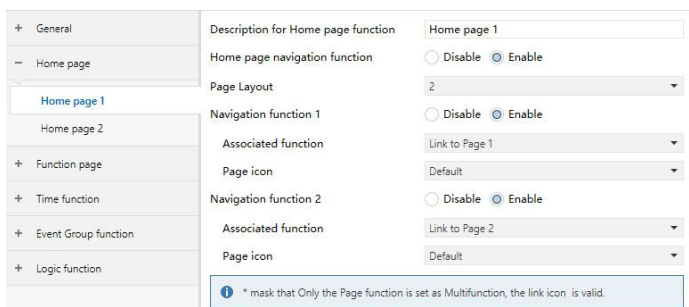 + General
− Home page
Home page 1
Home page 2
+ Function page
+ Time function
+ Event Group function
+ Logic function
Description for Home page function Home page 1
Home page navigation function Disable Enable
Page Layout 2
Navigation function 1 Disable Enable
Associated function Link to Page 1
Page icon Default
Navigation function 2 Disable Enable
Associated function Link to Page 2
Page icon Default
* mask that Only the Page function is set as Multifunction, the link icon is valid.